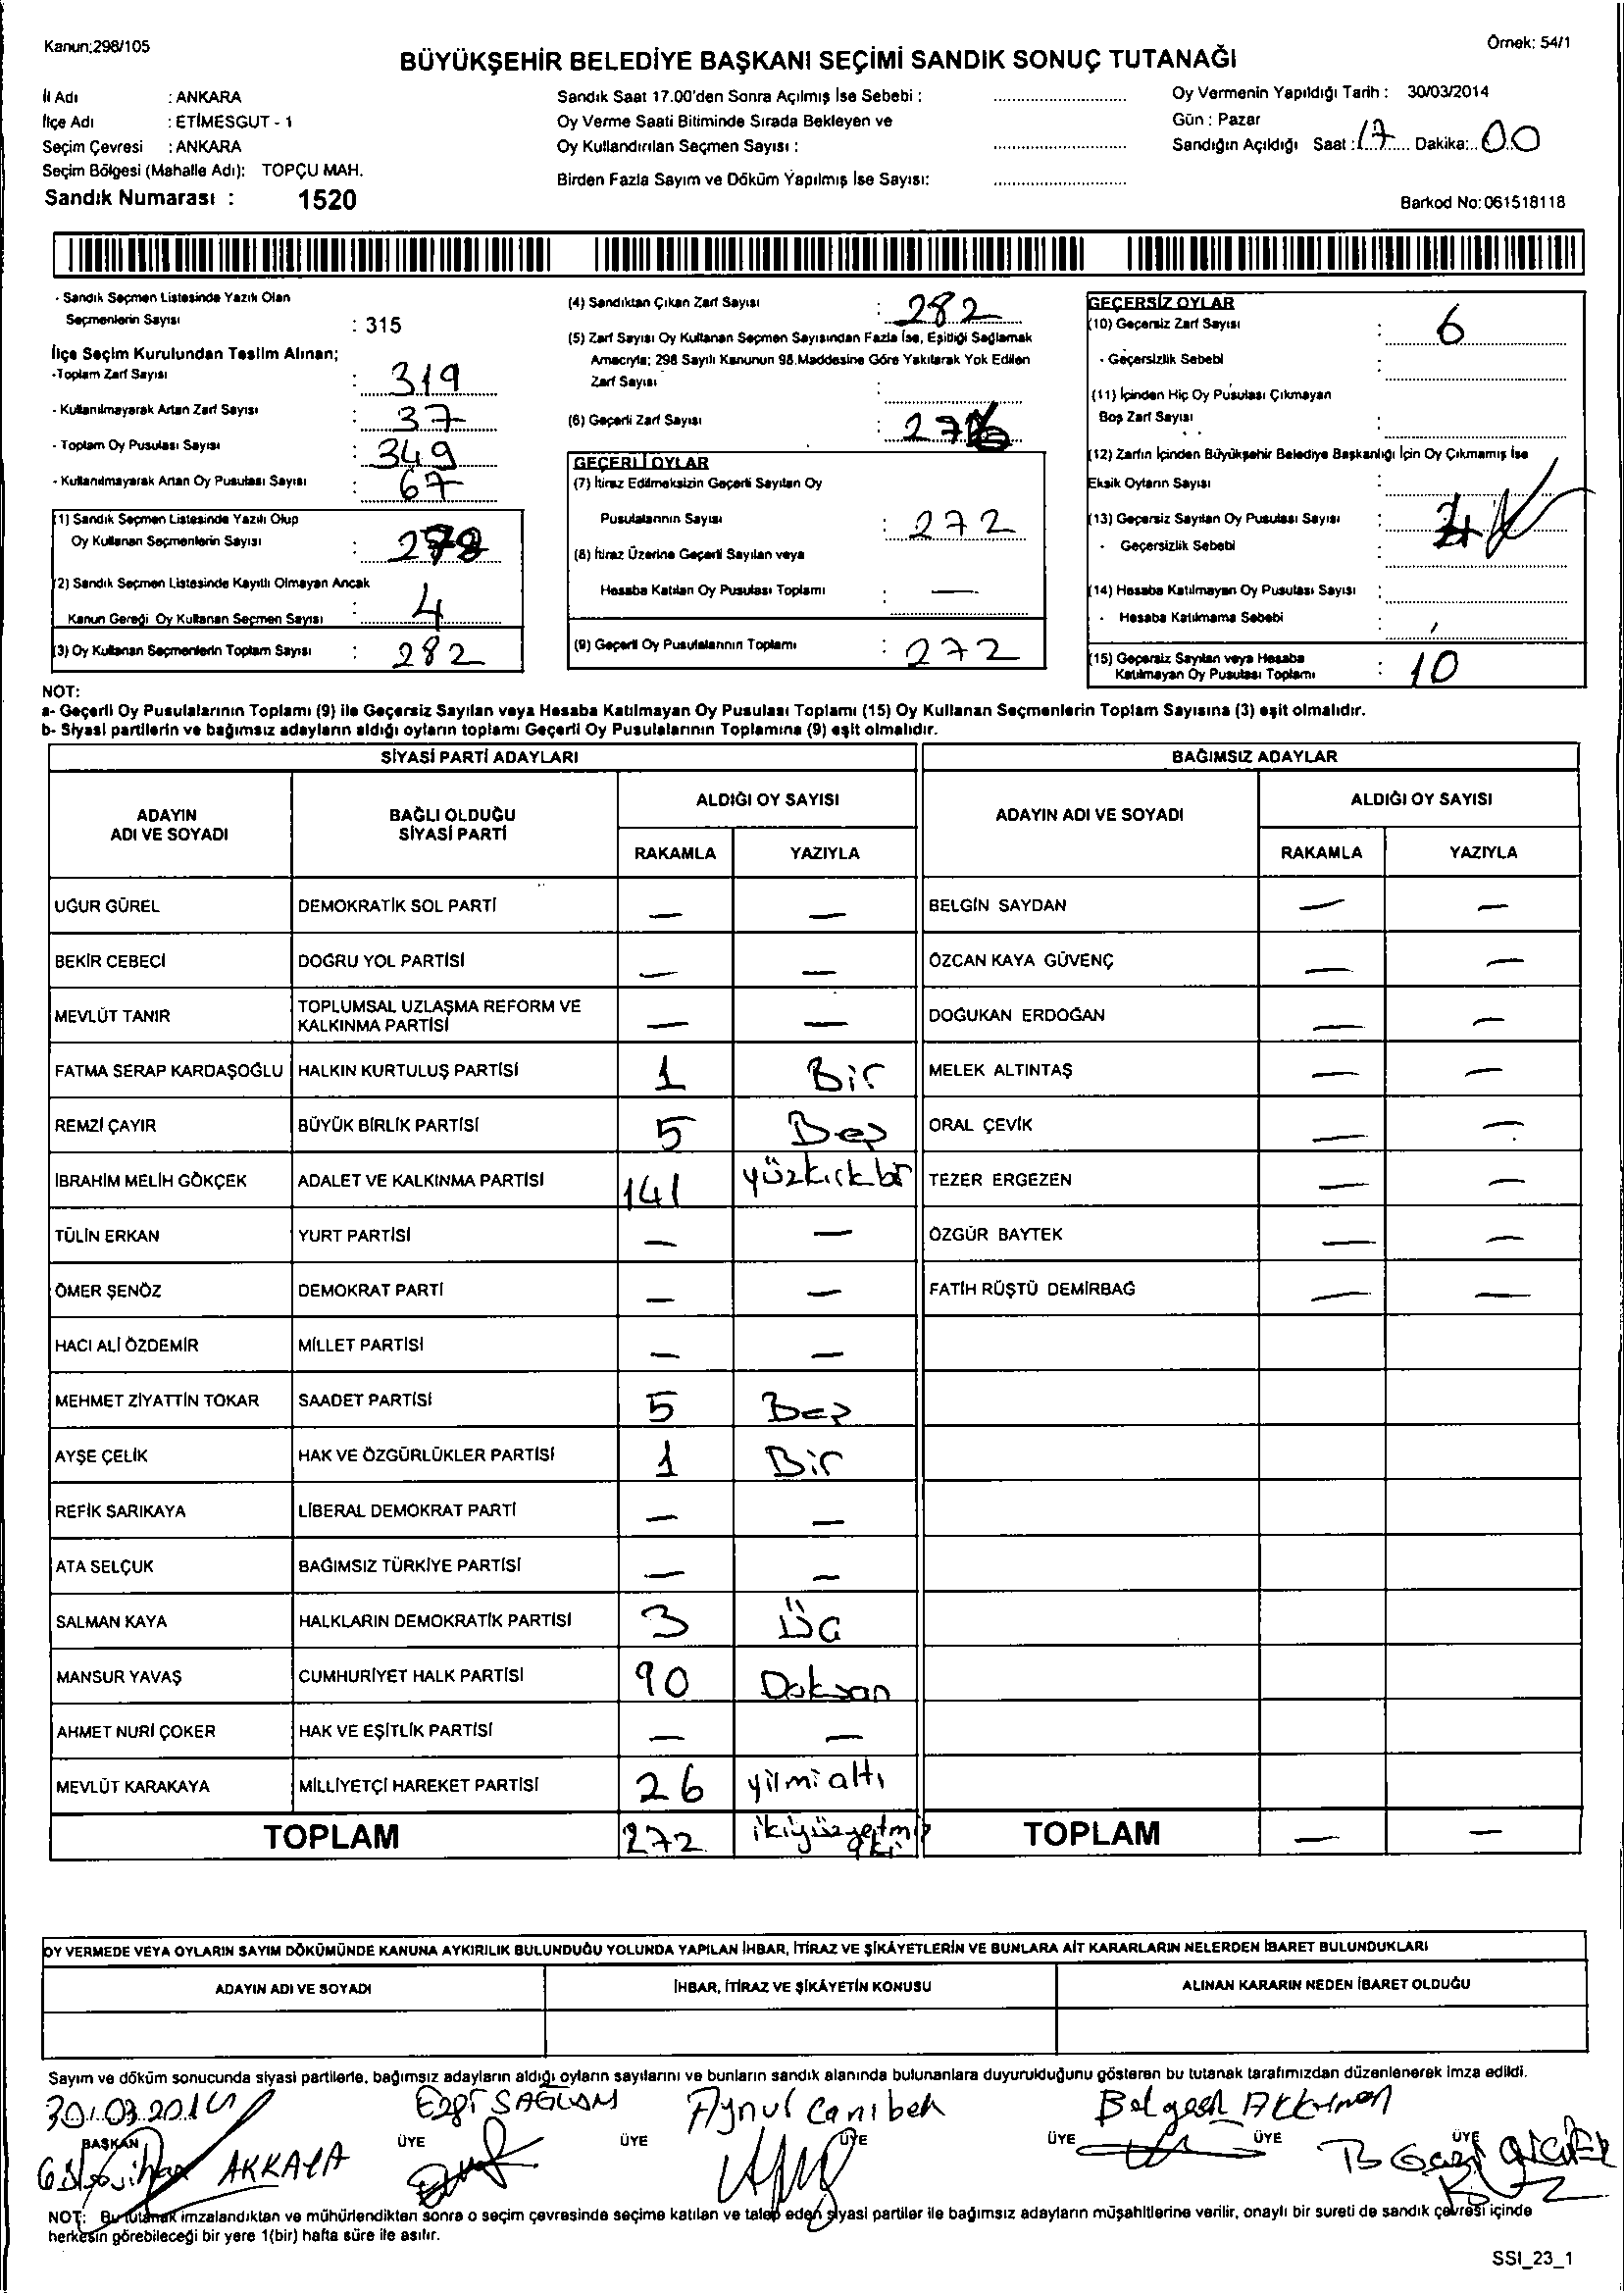 Kanun:298/105
Örnek: 54/1
BÜYÜKŞEHİR BELEDİYE BAŞKANI SEÇİMİ SANDIK SONUÇ TUTANAĞI
İl Adı : ANKARA
İlçe Adı : ETİMESGUT - 1
Seçim Çevresi : ANKARA
Seçim Bölgesi (Mahalle Adı): TOPÇU MAH.
Sandık Numarası : 1520
Sandık Saat 17.00'den Sonra Açılmış İse Sebebi :
Oy Verme Saati Bitiminde Sırada Bekleyen ve
Oy Kullandırılan Seçmen Sayısı :
Birden Fazla Sayım ve Döküm Yapılmış İse Sayısı:
Oy Vermenin Yapıldığı Tarih : 30/03/2014
Gün : Pazar
Sandığın Açıldığı Saat : 17 Dakika: 00
Barkod No:061518118
- Sandık Seçmen Listesinde Yazılı Olan
Seçmenlerin Sayısı : 315
İlçe Seçim Kurulundan Teslim Alınan;
-Toplam Zarf Sayısı : 319
- Kullanılmayarak Artan Zarf Sayısı : 37
- Toplam Oy Pusulası Sayısı : 349
- Kullanılmayarak Artan Oy Pusulası Sayısı : 67
(1) Sandık Seçmen Listesinde Yazılı Olup
Oy Kullanan Seçmenlerin Sayısı : 278
(2) Sandık Seçmen Listesinde Kayıtlı Olmayan Ancak
Kanun Gereği Oy Kullanan Seçmen Sayısı : 4
(3) Oy Kullanan Seçmenlerin Toplam Sayısı : 282
(4) Sandıktan Çıkan Zarf Sayısı : 282
(5) Zarf Sayısı Oy Kullanan Seçmen Sayısından Fazla İse, Eşitliği Sağlamak
Amacıyla; 298 Sayılı Kanunun 98.Maddesine Göre Yakılarak Yok Edilen
Zarf Sayısı :
(6) Geçerli Zarf Sayısı : 276
GEÇERLİ OYLAR
(7) İtiraz Edilmeksizin Geçerli Sayılan Oy
Pusulalarının Sayısı : 272
(8) İtiraz Üzerine Geçerli Sayılan veya
Hesaba Katılan Oy Pusulası Toplamı : —
(9) Geçerli Oy Pusulalarının Toplamı : 272
GEÇERSİZ OYLAR
(10) Geçersiz Zarf Sayısı : 6
- Geçersizlik Sebebi :
(11) İçinden Hiç Oy Pusulası Çıkmayan
Boş Zarf Sayısı :
(12) Zarfın İçinden Büyükşehir Belediye Başkanlığı İçin Oy Çıkmamış İse
Eksik Oyların Sayısı :
(13) Geçersiz Sayılan Oy Pusulası Sayısı : 4
- Geçersizlik Sebebi :
(14) Hesaba Katılmayan Oy Pusulası Sayısı :
- Hesaba Katılmama Sebebi :
(15) Geçersiz Sayılan veya Hesaba
Katılmayan Oy Pusulası Toplamı : 10
NOT:
a- Geçerli Oy Pusulalarının Toplamı (9) ile Geçersiz Sayılan veya Hesaba Katılmayan Oy Pusulası Toplamı (15) Oy Kullanan Seçmenlerin Toplam Sayısına (3) eşit olmalıdır.
b- Siyasi partilerin ve bağımsız adayların aldığı oyların toplamı Geçerli Oy Pusulalarının Toplamına (9) eşit olmalıdır.
SİYASİ PARTİ ADAYLARI BAĞIMSIZ ADAYLAR
ADAYIN ADI VE SOYADI BAĞLI OLDUĞU SİYASİ PARTİ ALDIĞI OY SAYISI ADAYIN ADI VE SOYADI ALDIĞI OY SAYISI
RAKAMLA YAZIYLA RAKAMLA YAZIYLA
UĞUR GÜREL DEMOKRATİK SOL PARTİ — — BELGİN SAYDAN — —
BEKİR CEBECİ DOĞRU YOL PARTİSİ — — ÖZCAN KAYA GÜVENÇ — —
MEVLÜT TANIR TOPLUMSAL UZLAŞMA REFORM VE KALKINMA PARTİSİ — — DOĞUKAN ERDOĞAN — —
FATMA SERAP KARDAŞOĞLU HALKIN KURTULUŞ PARTİSİ 1 Bir MELEK ALTINTAŞ — —
REMZİ ÇAYIR BÜYÜK BİRLİK PARTİSİ 5 Beş ORAL ÇEVİK — —
İBRAHİM MELİH GÖKÇEK ADALET VE KALKINMA PARTİSİ 141 yüzkırkbir TEZER ERGEZEN — —
TÜLİN ERKAN YURT PARTİSİ — — ÖZGÜR BAYTEK — —
ÖMER ŞENÖZ DEMOKRAT PARTİ — — FATİH RÜŞTÜ DEMİRBAĞ — —
HACI ALİ ÖZDEMİR MİLLET PARTİSİ — —
MEHMET ZİYATTİN TOKAR SAADET PARTİSİ 5 Beş
AYŞE ÇELİK HAK VE ÖZGÜRLÜKLER PARTİSİ 1 Bir
REFİK SARIKAYA LİBERAL DEMOKRAT PARTİ — —
ATA SELÇUK BAĞIMSIZ TÜRKİYE PARTİSİ — —
SALMAN KAYA HALKLARIN DEMOKRATİK PARTİSİ 3 Üç
MANSUR YAVAŞ CUMHURİYET HALK PARTİSİ 90 Doksan
AHMET NURİ ÇOKER HAK VE EŞİTLİK PARTİSİ — —
MEVLÜT KARAKAYA MİLLİYETÇİ HAREKET PARTİSİ 26 yilmi altı
TOPLAM 272 ikiyüzyetmiş iki TOPLAM — —
OY VERMEDE VEYA OYLARIN SAYIM DÖKÜMÜNDE KANUNA AYKIRILIK BULUNDUĞU YOLUNDA YAPILAN İHBAR, İTİRAZ VE ŞİKÂYETLERİN VE BUNLARA AİT KARARLARIN NELERDEN İBARET BULUNDUKLARI
ADAYIN ADI VE SOYADI İHBAR, İTİRAZ VE ŞİKÂYETİN KONUSU ALINAN KARARIN NEDEN İBARET OLDUĞU
Sayım ve döküm sonucunda siyasi partilerle, bağımsız adayların aldığı oyların sayılarını ve bunların sandık alanında bulunanlara duyurulduğunu gösteren bu tutanak tarafımızdan düzenlenerek imza edildi.
30.03.2014 Ezgi SAĞLAM Aynul Canıbek
BAŞKAN ÜYE ÜYE ÜYE ÜYE ÜYE ÜYE
AKKAYA
NOT: Bu tutanak imzalandıktan ve mühürlendikten sonra o seçim çevresinde seçime katılan ve talep eden siyasi partiler ile bağımsız adayların müşahitlerine verilir, onaylı bir sureti de sandık çevresi içinde
herkesin görebileceği bir yere 1(bir) hafta süre ile asılır.
SSI_23_1